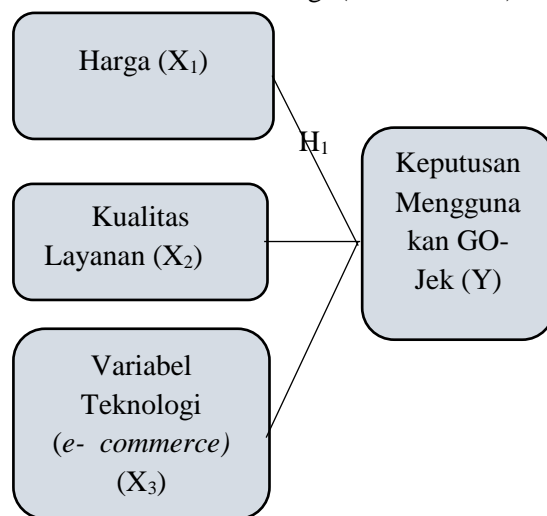 Harga (X₁)
H₁
Kualitas
Layanan (X₂)
Variabel
Teknologi
(e- commerce)
(X₃)
Keputusan
Mengguna
kan GO-
Jek (Y)